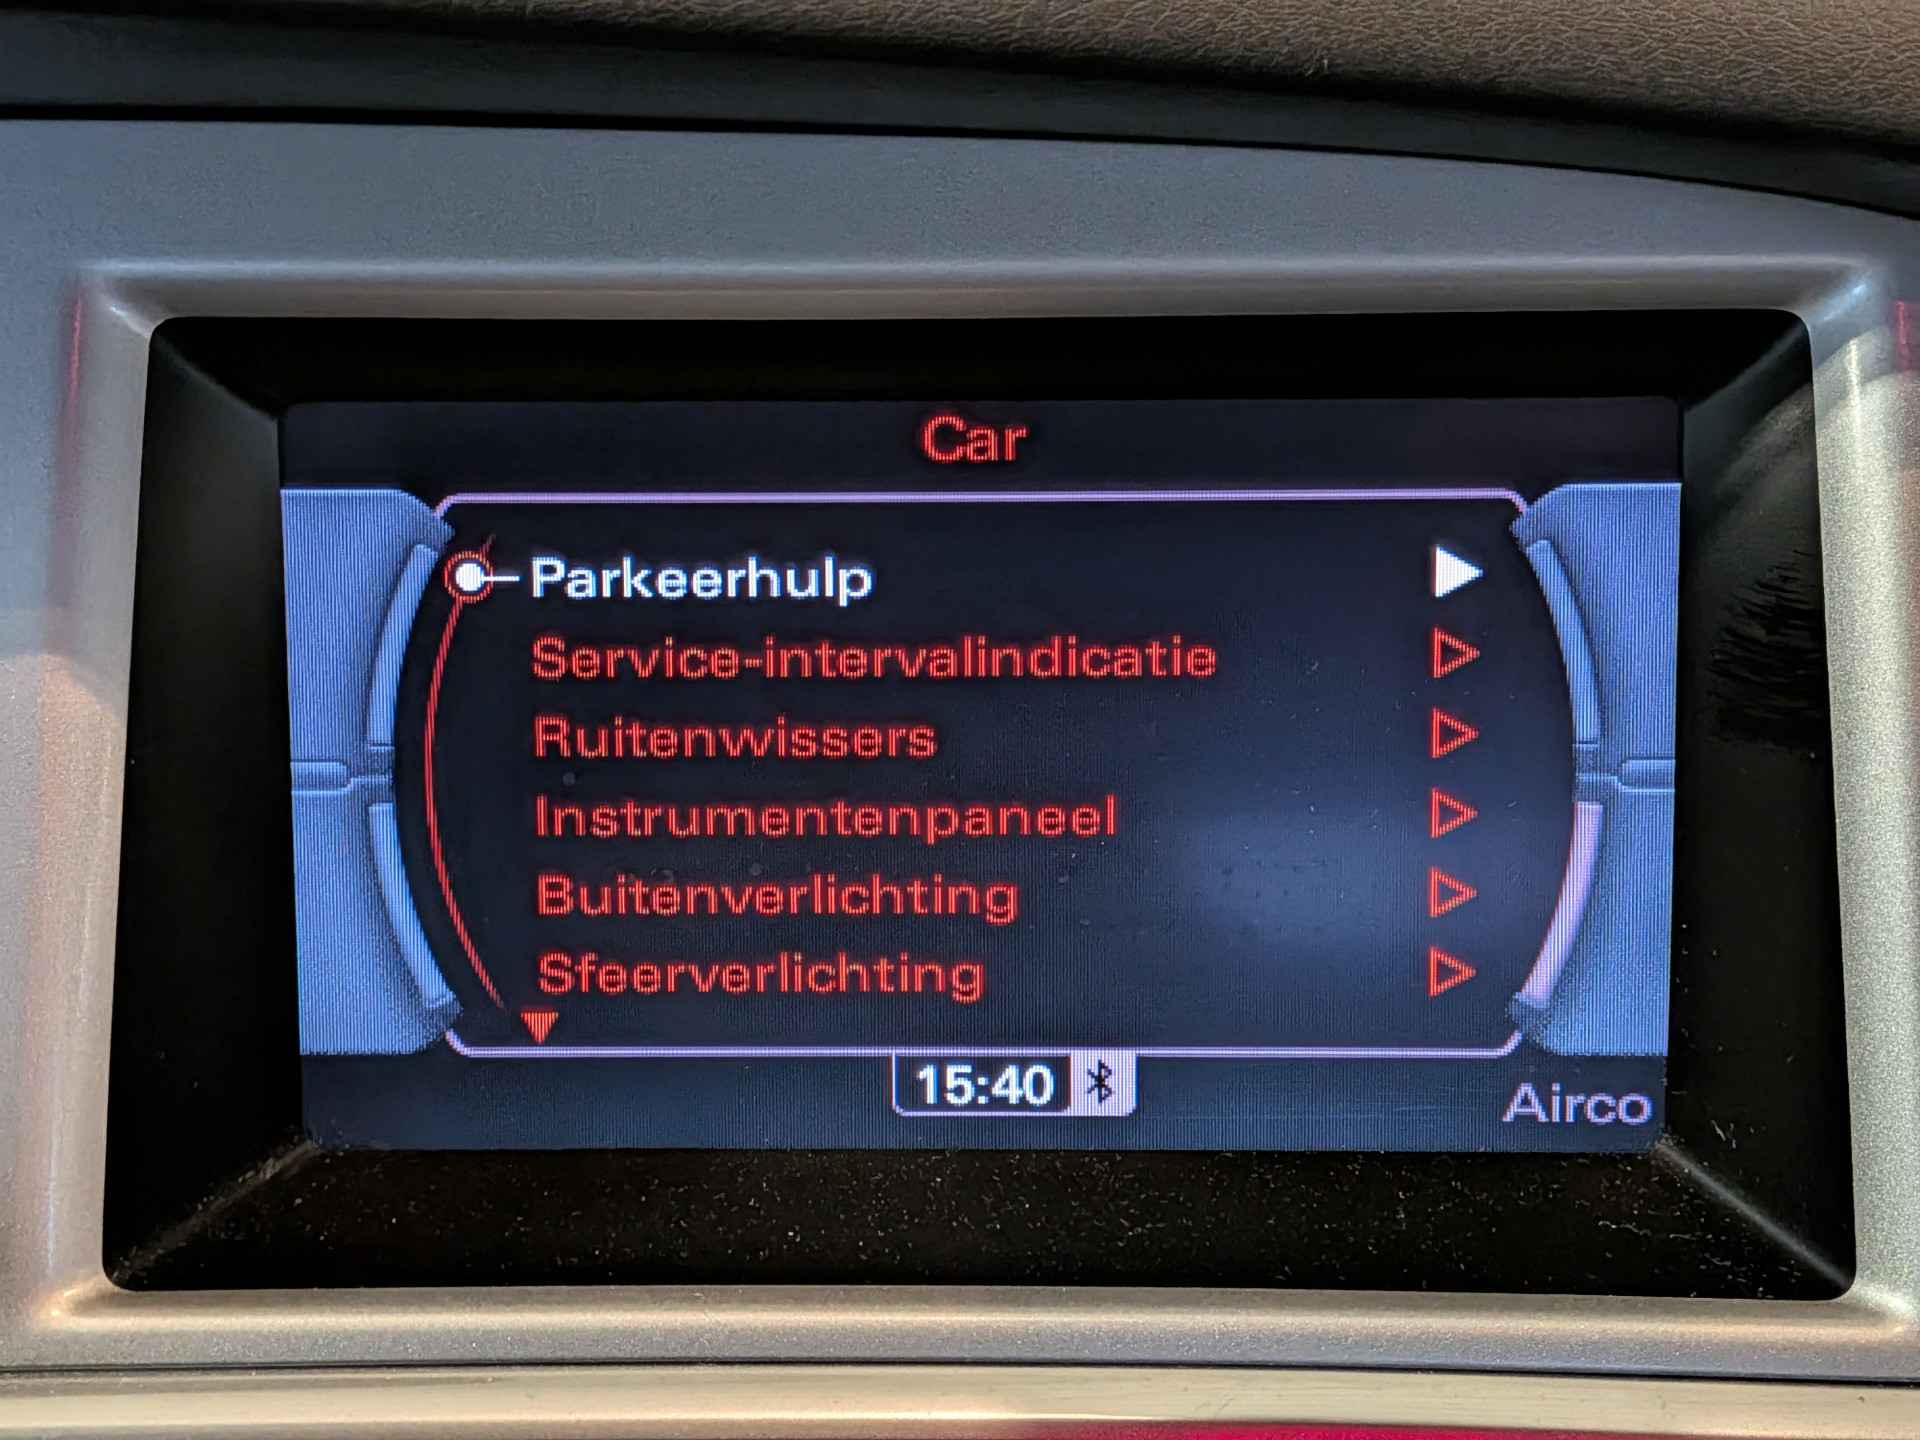 Car
Parkeerhulp
Service-intervalindicatie
Ruitenwissers
Instrumentenpaneel
Buitenverlichting
Sfeerverlichting
15:40
Airco